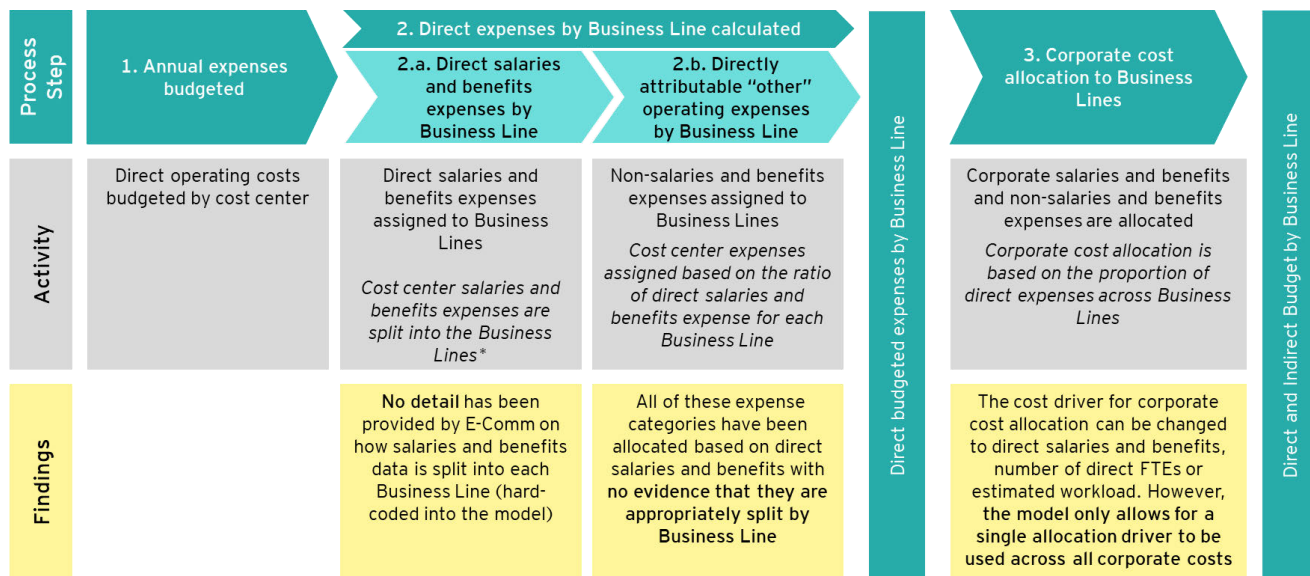 Process
Step
1. Annual expenses
budgeted
2. Direct expenses by Business Line calculated
2.a. Direct salaries
and benefits
expenses by
Business Line
2.b. Directly
attributable “other”
operating expenses
by Business Line
Direct budgeted expenses by Business Line
3. Corporate cost
allocation to Business
Lines
Direct and Indirect Budget by Business Line
Activity
Direct operating costs
budgeted by cost center
Direct salaries and
benefits expenses
assigned to Business
Lines
Cost center salaries and
benefits expenses are
split into the Business
Lines*
Non-salaries and benefits
expenses assigned to
Business Lines
Cost center expenses
assigned based on the ratio
of direct salaries and
benefits expense for each
Business Line
Corporate salaries and benefits
and non-salaries and benefits
expenses are allocated
Corporate cost allocation is
based on the proportion of
direct expenses across Business
Lines
Findings
No detail has been
provided by E-Comm on
how salaries and benefits
data is split into each
Business Line (hard-
coded into the model)
All of these expense
categories have been
allocated based on direct
salaries and benefits with
no evidence that they are
appropriately split by
Business Line
The cost driver for corporate
cost allocation can be changed
to direct salaries and benefits,
number of direct FTEs or
estimated workload. However,
the model only allows for a
single allocation driver to be
used across all corporate costs